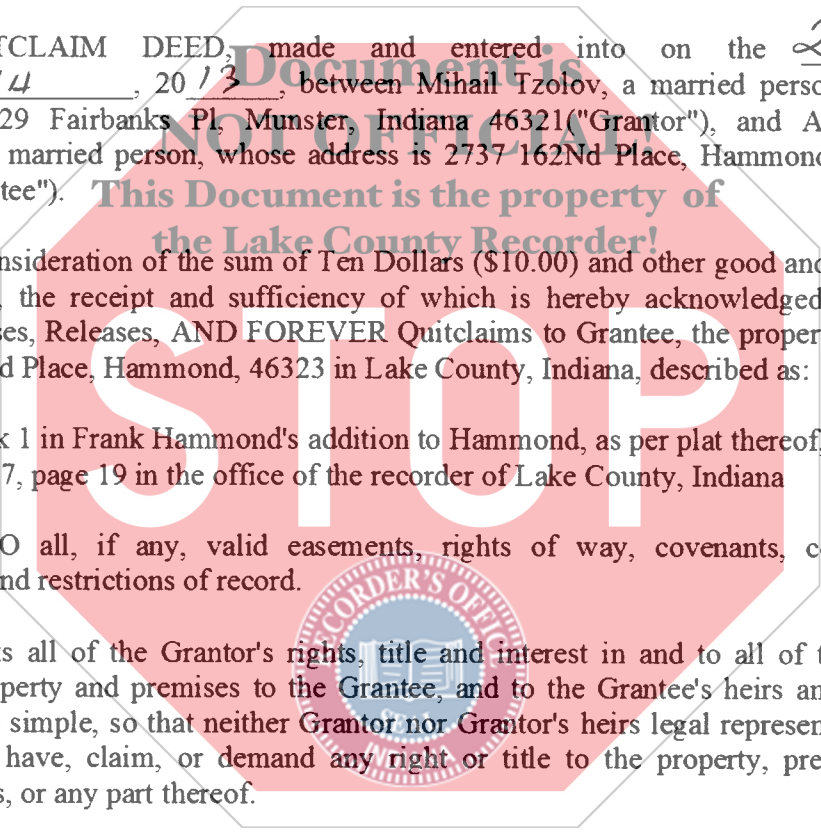 TCLAIM DEED, made and entered into on the 2
14, 2013, between Mihail Tzolov, a married perso
29 Fairbanks Pl, Munster, Indiana 46321("Grantor"), and A
married person, whose address is 2737 162Nd Place, Hammond
tee").
nsideration of the sum of Ten Dollars ($10.00) and other good and
, the receipt and sufficiency of which is hereby acknowledged
ses, Releases, AND FOREVER Quitclaims to Grantee, the proper
d Place, Hammond, 46323 in Lake County, Indiana, described as:
k 1 in Frank Hammond's addition to Hammond, as per plat thereof,
7, page 19 in the office of the recorder of Lake County, Indiana
O all, if any, valid easements, rights of way, covenants, c
nd restrictions of record.
ts all of the Grantor's rights, title and interest in and to all of t
perty and premises to the Grantee, and to the Grantee's heirs an
simple, so that neither Grantor nor Grantor's heirs legal represen
have, claim, or demand any right or title to the property, pre
s, or any part thereof.
Document is
NOT OFFICIAL!
This Document is the property of
the Lake County Recorder!
STOP
RECORDER'S OFFIC
SEAL
INDIANA